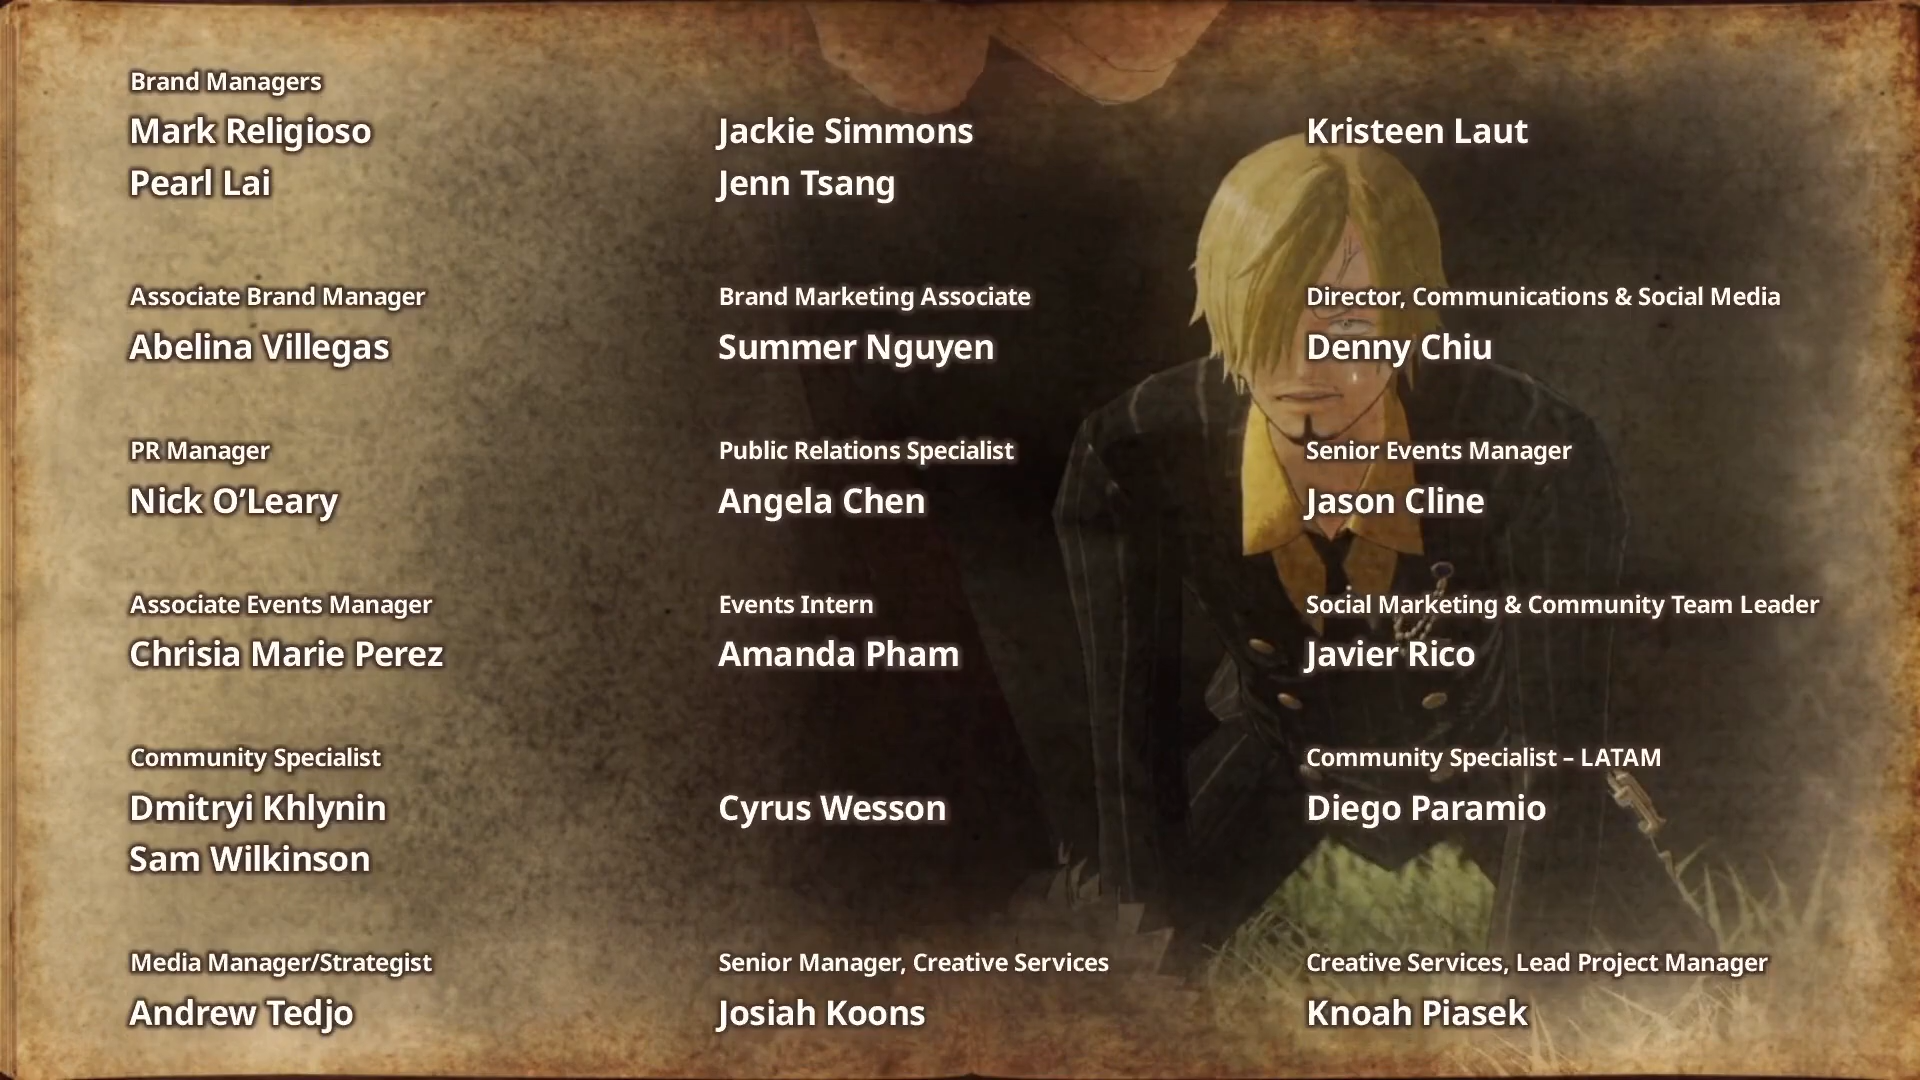 Brand Managers
Mark Religioso
Jackie Simmons
Kristeen Laut
Pearl Lai
Jenn Tsang
Associate Brand Manager
Abelina Villegas
Brand Marketing Associate
Summer Nguyen
Director, Communications & Social Media
Denny Chiu
PR Manager
Nick O’Leary
Public Relations Specialist
Angela Chen
Senior Events Manager
Jason Cline
Associate Events Manager
Chrisia Marie Perez
Events Intern
Amanda Pham
Social Marketing & Community Team Leader
Javier Rico
Community Specialist
Dmitryi Khlynin
Cyrus Wesson
Sam Wilkinson
Community Specialist – LATAM
Diego Paramio
Media Manager/Strategist
Andrew Tedjo
Senior Manager, Creative Services
Josiah Koons
Creative Services, Lead Project Manager
Knoah Piasek